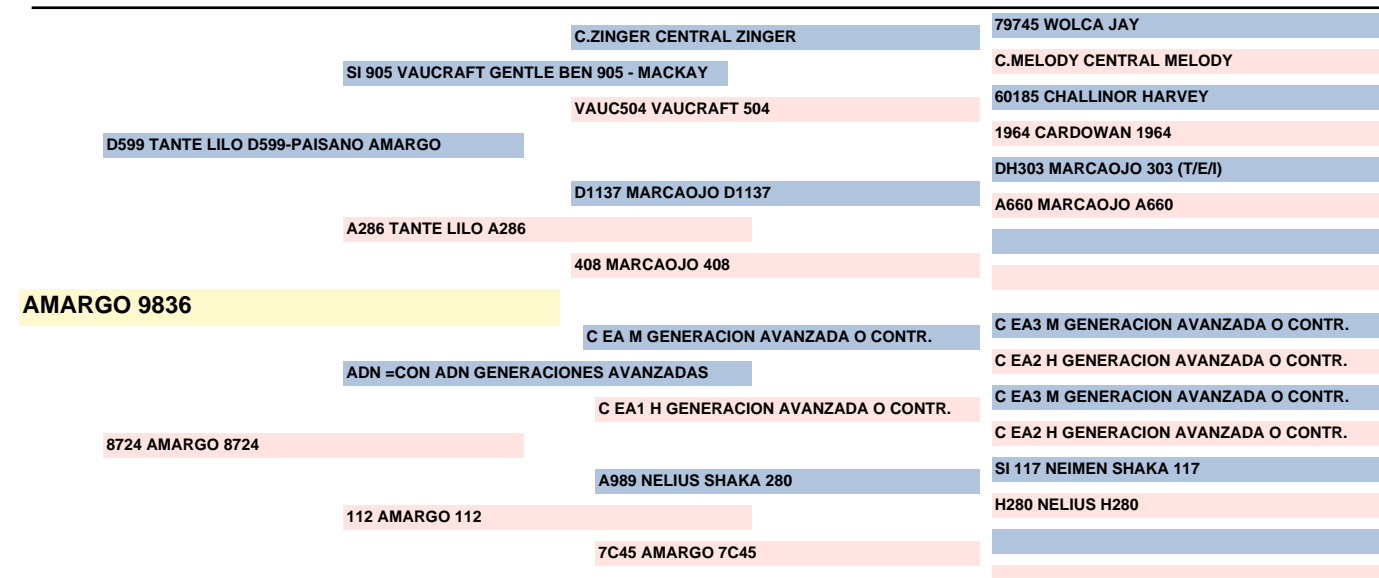 79745 WOLCA JAY
C.ZINGER CENTRAL ZINGER
C.MELODY CENTRAL MELODY
SI 905 VAUCRAFT GENTLE BEN 905 - MACKAY
60185 CHALLINOR HARVEY
VAUC504 VAUCRAFT 504
1964 CARDOWAN 1964
D599 TANTE LILO D599-PAISANO AMARGO
DH303 MARCAOJO 303 (T/E/I)
D1137 MARCAOJO D1137
A660 MARCAOJO A660
A286 TANTE LILO A286
408 MARCAOJO 408
AMARGO 9836
C EA3 M GENERACION AVANZADA O CONTR.
C EA M GENERACION AVANZADA O CONTR.
C EA2 H GENERACION AVANZADA O CONTR.
ADN =CON ADN GENERACIONES AVANZADAS
C EA3 M GENERACION AVANZADA O CONTR.
C EA1 H GENERACION AVANZADA O CONTR.
C EA2 H GENERACION AVANZADA O CONTR.
8724 AMARGO 8724
SI 117 NEIMEN SHAKA 117
A989 NELIUS SHAKA 280
H280 NELIUS H280
112 AMARGO 112
7C45 AMARGO 7C45